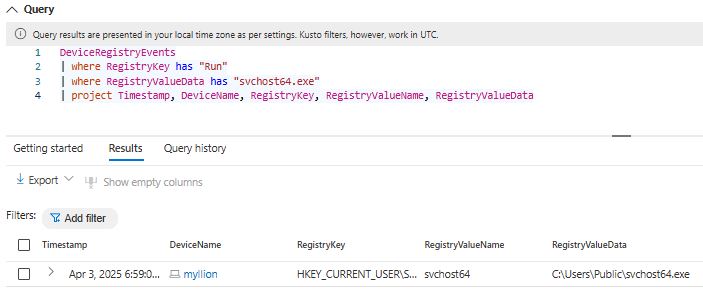 Query
Query results are presented in your local time zone as per settings. Kusto filters, however, work in UTC.
1 DeviceRegistryEvents
2 | where RegistryKey has "Run"
3 | where RegistryValueData has "svchost64.exe"
4 | project Timestamp, DeviceName, RegistryKey, RegistryValueName, RegistryValueData
Getting started Results Query history
Export Show empty columns
Filters: Add filter
Timestamp DeviceName RegistryKey RegistryValueName RegistryValueData
Apr 3, 2025 6:59:0... myllion HKEY_CURRENT_USER\S... svchost64 C:\Users\Public\svchost64.exe